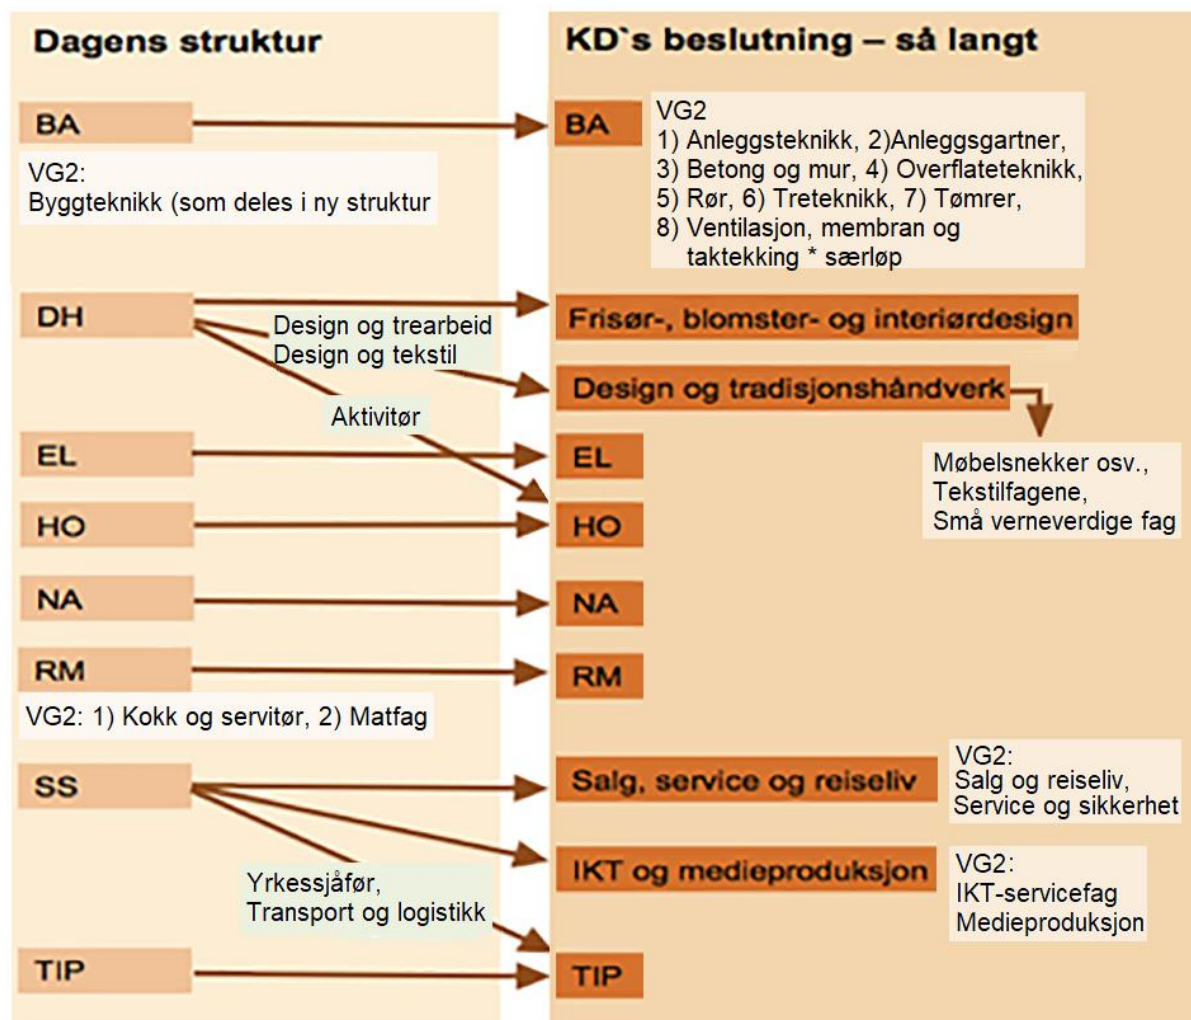 Dagens struktur
KD`s beslutning – så langt
BA
VG2:
Byggteknikk (som deles i ny struktur
BA
VG2
1) Anleggsteknikk, 2)Anleggsgartner,
3) Betong og mur, 4) Overflateteknikk,
5) Rør, 6) Treteknikk, 7) Tømrer,
8) Ventilasjon, membran og
taktekking * særløp
DH
Design og trearbeid
Design og tekstil
Aktivitør
Frisør-, blomster- og interiørdesign
Design og tradisjonshåndverk
Møbelsnekker osv.,
Tekstilfagene,
Små verneverdige fag
EL
EL
HO
HO
NA
NA
RM
VG2: 1) Kokk og servitør, 2) Matfag
RM
SS
Yrkessjåfør,
Transport og logistikk
Salg, service og reiseliv
VG2:
Salg og reiseliv,
Service og sikkerhet
IKT og medieproduksjon
VG2:
IKT-servicefag
Medieproduksjon
TIP
TIP